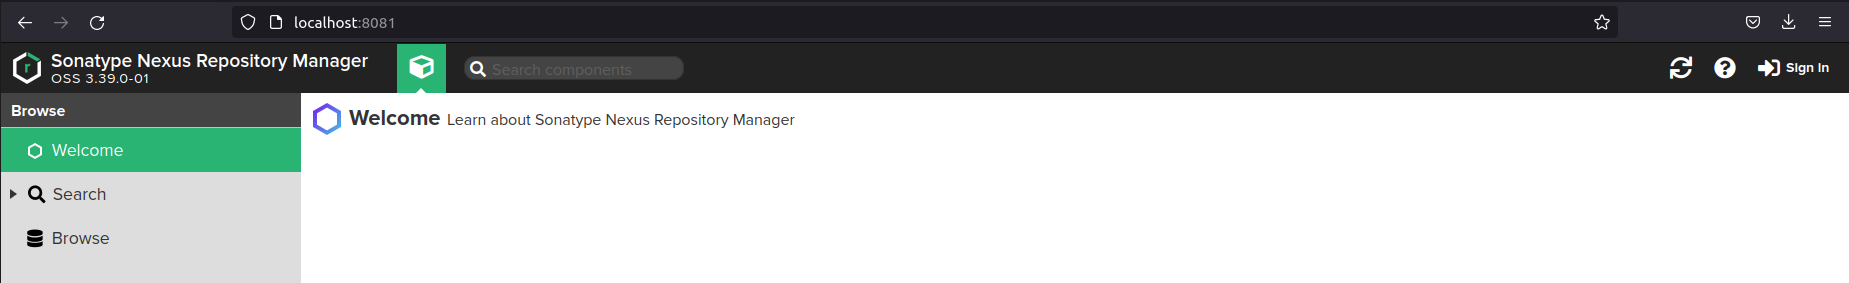 localhost:8081
Sonatype Nexus Repository Manager
OSS 3.39.0-01
Search components
Sign In
Browse
Welcome
Search
Browse
Welcome Learn about Sonatype Nexus Repository Manager